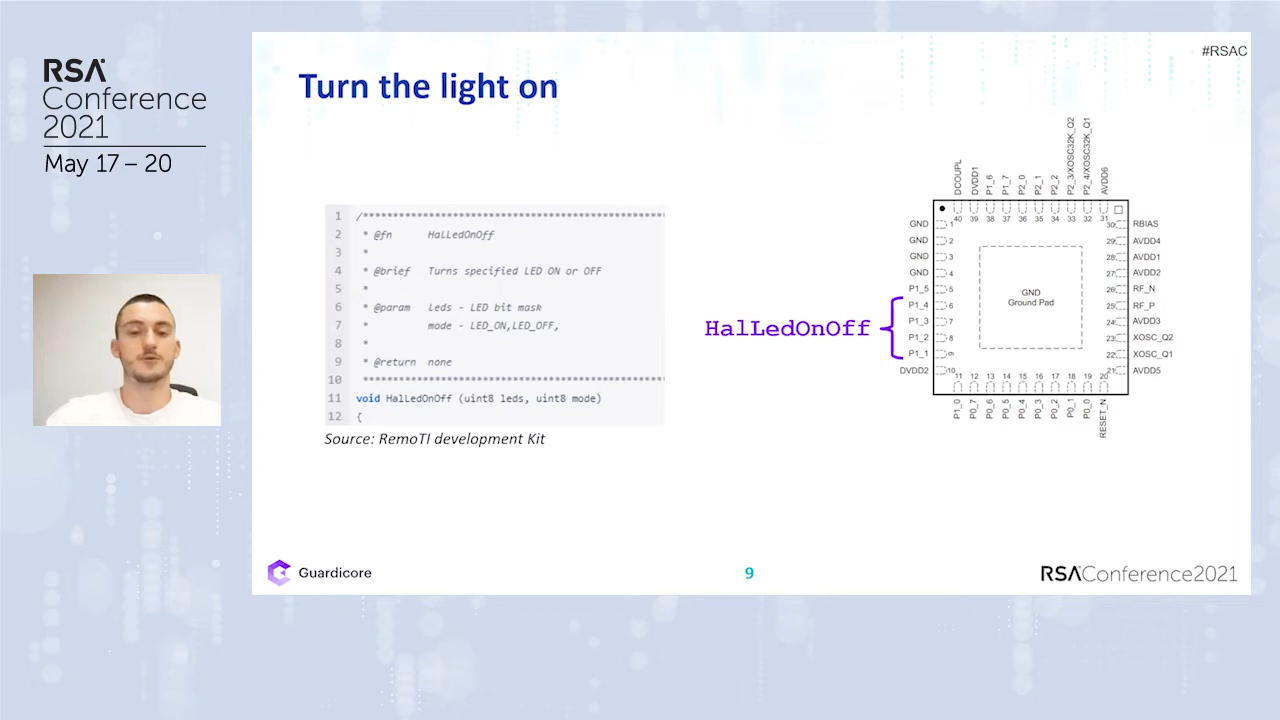 RSA
Conference
2021
May 17 – 20
#RSAC
Turn the light on
1 /*****************************************************
2 * @fn HalLedOnOff
3 *
4 * @brief Turns specified LED ON or OFF
5 *
6 * @param leds - LED bit mask
7 * mode - LED_ON,LED_OFF,
8 *
9 * @return none
10 *****************************************************
11 void HalLedOnOff (uint8 leds, uint8 mode)
12 {
Source: RemoTI development Kit
HalLedOnOff
DCOUPL
DVDD1
P1_6
P1_7
P2_0
P2_1
P2_2
P2_3/XOSC32K_Q2
P2_4/XOSC32K_Q1
AVDD6
40 39 38 37 36 35 34 33 32 31
GND 1
GND 2
GND 3
GND 4
P1_5 5
P1_4 6
P1_3 7
P1_2 8
P1_1 9
DVDD2 10
GND
Ground Pad
30 RBIAS
29 AVDD4
28 AVDD1
27 AVDD2
26 RF_N
25 RF_P
24 AVDD3
23 XOSC_Q2
22 XOSC_Q1
21 AVDD5
11 12 13 14 15 16 17 18 19 20
P1_0
P0_7
P0_6
P0_5
P0_4
P0_3
P0_2
P0_1
P0_0
RESET_N
Guardicore
9
RSAConference2021